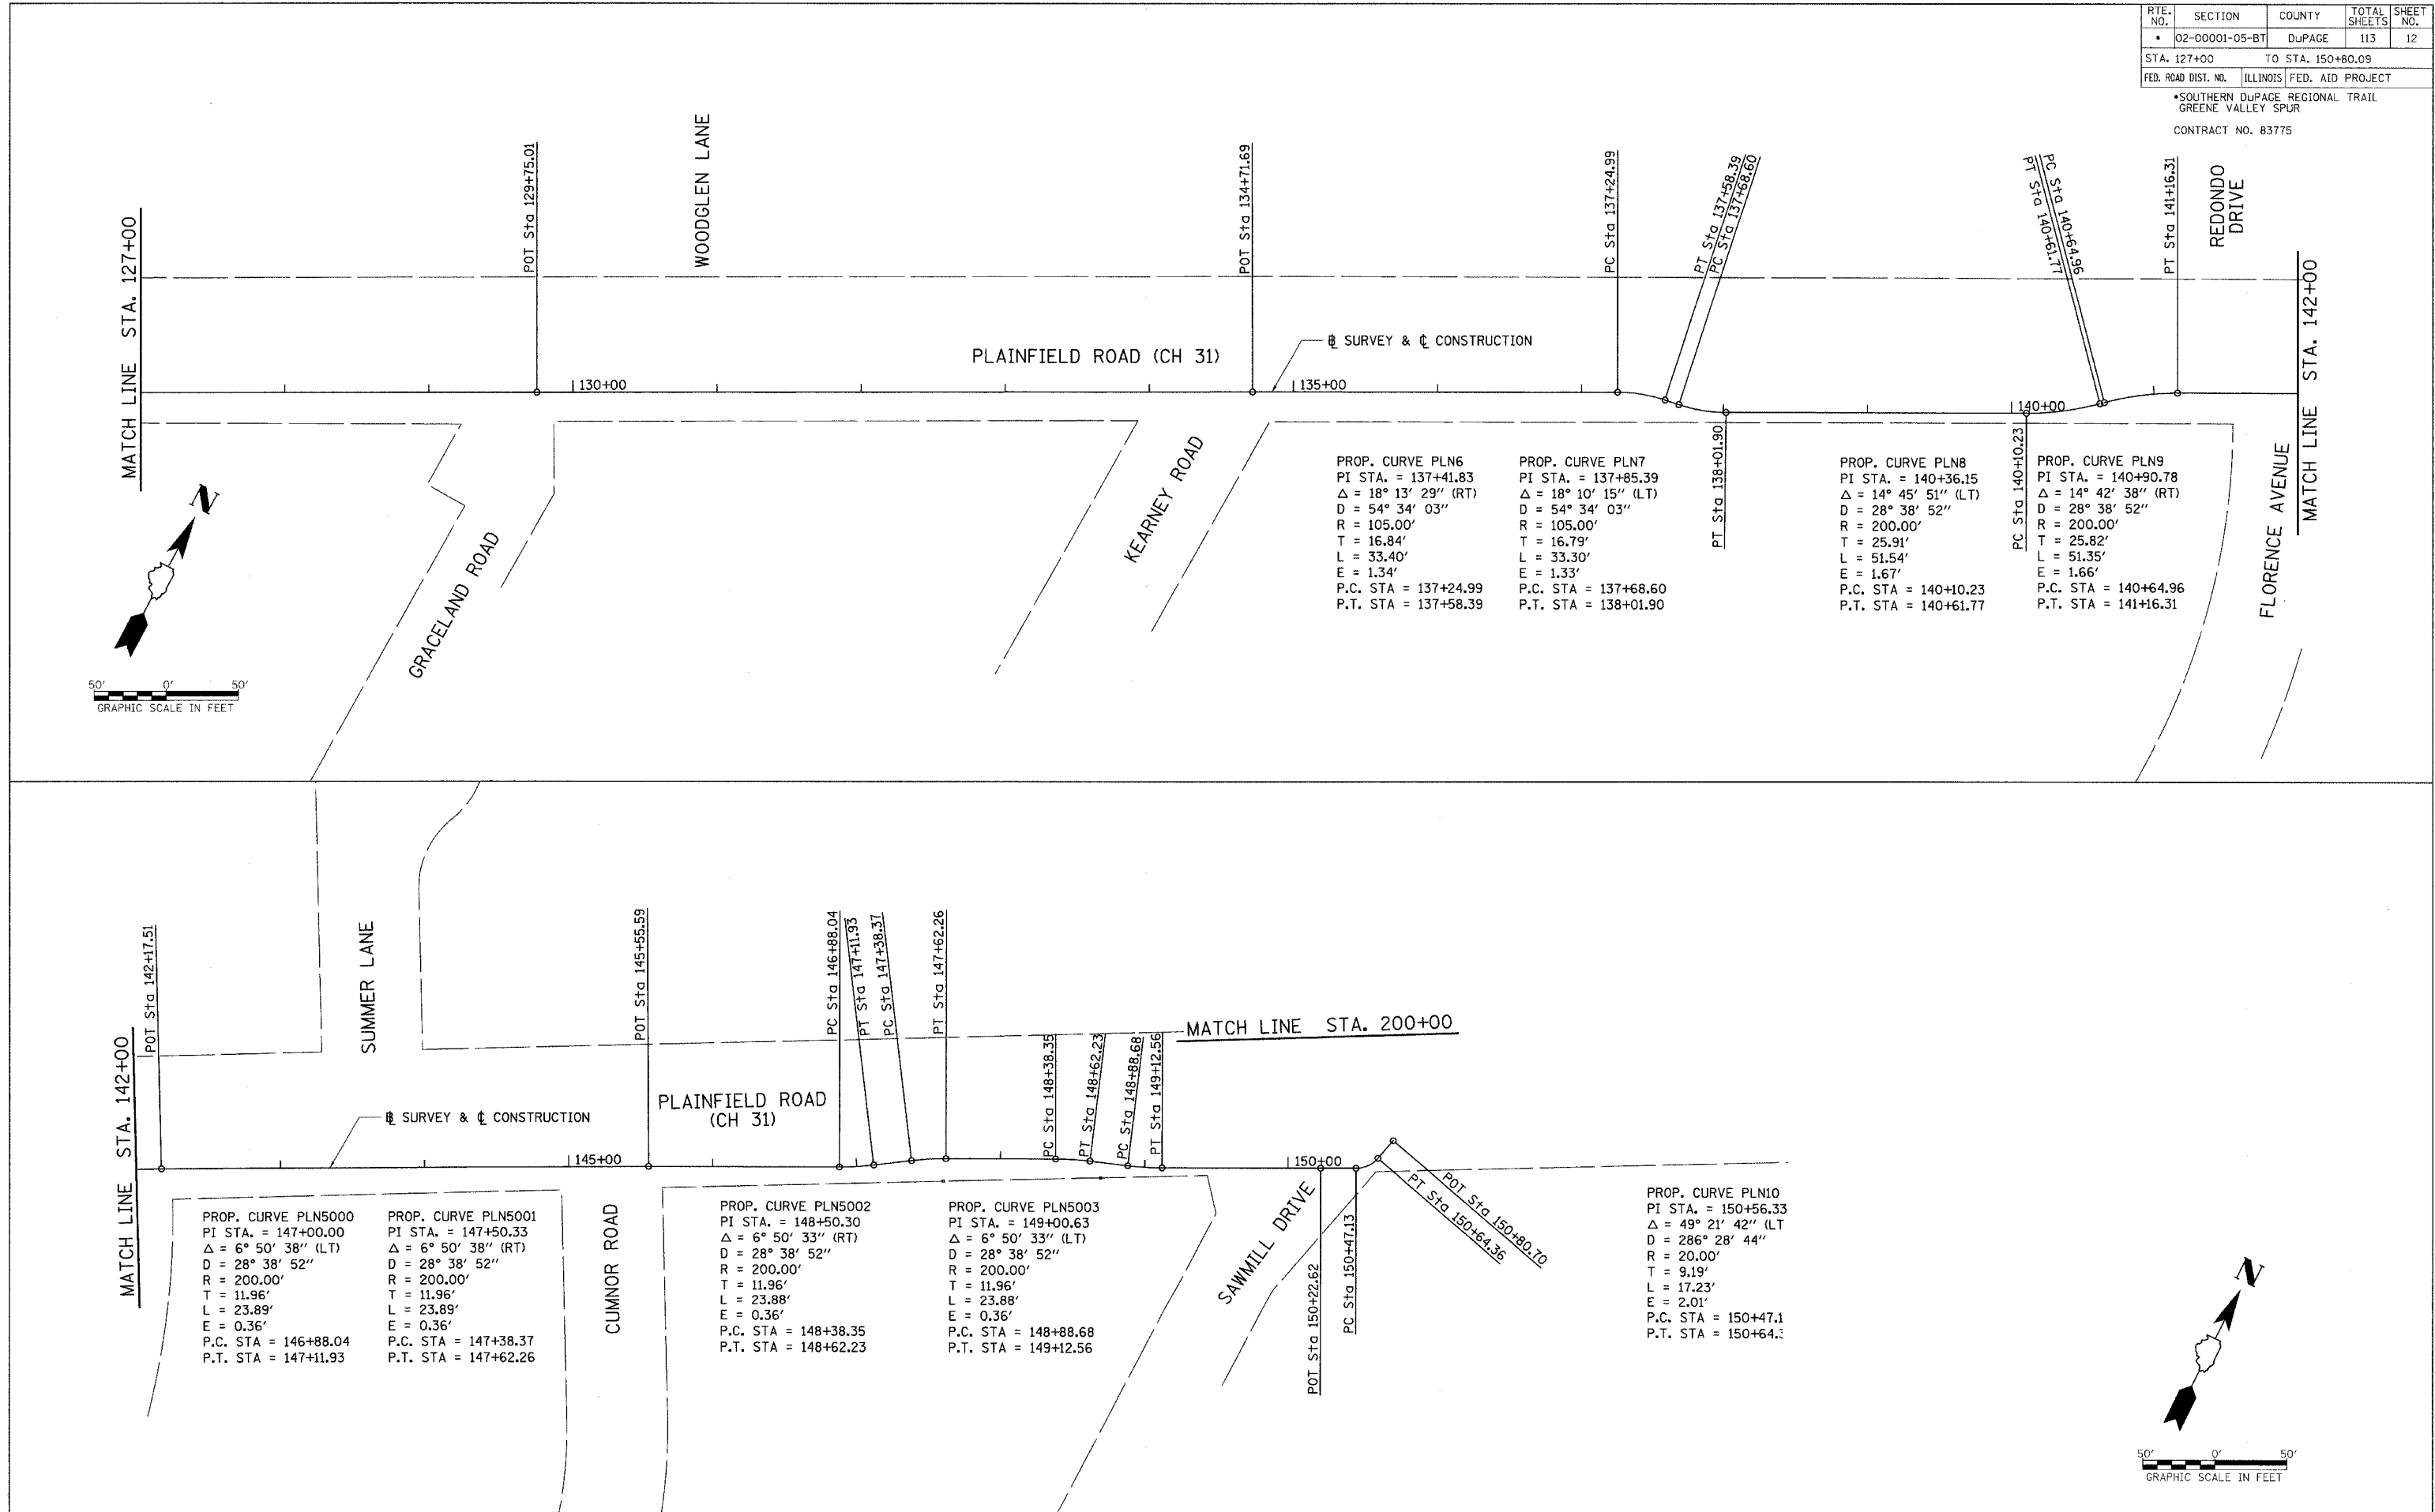 RTE. NO. SECTION COUNTY TOTAL SHEETS SHEET NO.
* 02-00001-05-BT DuPAGE 113 12
STA. 127+00 TO STA. 150+80.09
FED. ROAD DIST. NO. ILLINOIS FED. AID PROJECT
*SOUTHERN DuPAGE REGIONAL TRAIL
GREENE VALLEY SPUR
CONTRACT NO. 83775
MATCH LINE STA. 127+00
POT Sta 129+75.01
WOODGLEN LANE
POT Sta 134+71.69
PC Sta 137+24.99
PT Sta 137+58.39
PC Sta 137+68.60
PC Sta 140+64.96
PT Sta 140+61.77
PT Sta 141+16.31
REDONDO
DRIVE
MATCH LINE STA. 142+00
PLAINFIELD ROAD (CH 31)
℄ SURVEY & ℄ CONSTRUCTION
130+00
135+00
140+00
PT Sta 138+01.90
PC Sta 140+10.23
GRACELAND ROAD
KEARNEY ROAD
FLORENCE AVENUE
PROP. CURVE PLN6
PI STA. = 137+41.83
Δ = 18° 13' 29" (RT)
D = 54° 34' 03"
R = 105.00'
T = 16.84'
L = 33.40'
E = 1.34'
P.C. STA = 137+24.99
P.T. STA = 137+58.39
PROP. CURVE PLN7
PI STA. = 137+85.39
Δ = 18° 10' 15" (LT)
D = 54° 34' 03"
R = 105.00'
T = 16.79'
L = 33.30'
E = 1.33'
P.C. STA = 137+68.60
P.T. STA = 138+01.90
PROP. CURVE PLN8
PI STA. = 140+36.15
Δ = 14° 45' 51" (LT)
D = 28° 38' 52"
R = 200.00'
T = 25.91'
L = 51.54'
E = 1.67'
P.C. STA = 140+10.23
P.T. STA = 140+61.77
PROP. CURVE PLN9
PI STA. = 140+90.78
Δ = 14° 42' 38" (RT)
D = 28° 38' 52"
R = 200.00'
T = 25.82'
L = 51.35'
E = 1.66'
P.C. STA = 140+64.96
P.T. STA = 141+16.31
N
50' 0' 50'
GRAPHIC SCALE IN FEET
MATCH LINE STA. 142+00
POT Sta 142+17.51
SUMMER LANE
POT Sta 145+55.59
PC Sta 146+88.04
PT Sta 147+11.93
PC Sta 147+38.37
PT Sta 147+62.26
PC Sta 148+38.35
PT Sta 148+62.23
PC Sta 148+88.68
PT Sta 149+12.56
MATCH LINE STA. 200+00
℄ SURVEY & ℄ CONSTRUCTION
PLAINFIELD ROAD
(CH 31)
145+00
150+00
CUMNOR ROAD
SAWMILL DRIVE
POT Sta 150+22.62
PC Sta 150+47.13
PT Sta 150+64.36
POT Sta 150+80.70
PROP. CURVE PLN5000
PI STA. = 147+00.00
Δ = 6° 50' 38" (LT)
D = 28° 38' 52"
R = 200.00'
T = 11.96'
L = 23.89'
E = 0.36'
P.C. STA = 146+88.04
P.T. STA = 147+11.93
PROP. CURVE PLN5001
PI STA. = 147+50.33
Δ = 6° 50' 38" (RT)
D = 28° 38' 52"
R = 200.00'
T = 11.96'
L = 23.89'
E = 0.36'
P.C. STA = 147+38.37
P.T. STA = 147+62.26
PROP. CURVE PLN5002
PI STA. = 148+50.30
Δ = 6° 50' 33" (RT)
D = 28° 38' 52"
R = 200.00'
T = 11.96'
L = 23.88'
E = 0.36'
P.C. STA = 148+38.35
P.T. STA = 148+62.23
PROP. CURVE PLN5003
PI STA. = 149+00.63
Δ = 6° 50' 33" (LT)
D = 28° 38' 52"
R = 200.00'
T = 11.96'
L = 23.88'
E = 0.36'
P.C. STA = 148+88.68
P.T. STA = 149+12.56
PROP. CURVE PLN10
PI STA. = 150+56.33
Δ = 49° 21' 42" (LT
D = 286° 28' 44"
R = 20.00'
T = 9.19'
L = 17.23'
E = 2.01'
P.C. STA = 150+47.1
P.T. STA = 150+64.
N
50' 0' 50'
GRAPHIC SCALE IN FEET